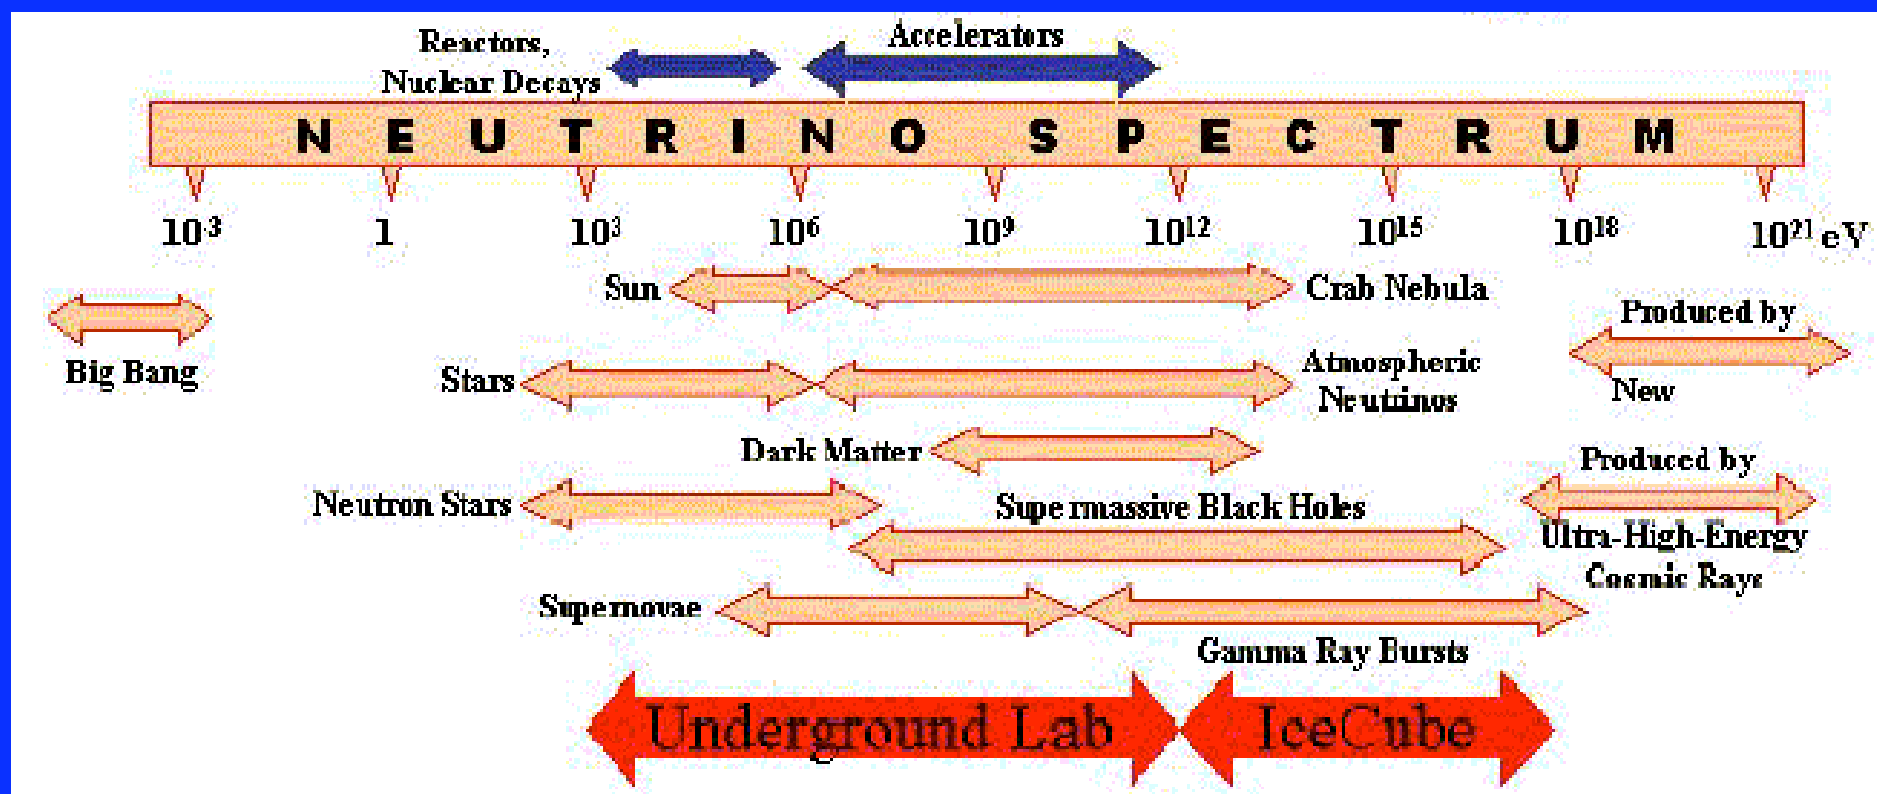 Reactors,
Nuclear Decays
Accelerators
NEUTRINO SPECTRUM
10-3 1 10³ 10⁶ 10⁹ 10¹² 10¹⁵ 10¹⁸ 10²¹ eV
Sun
Crab Nebula
Big Bang
Produced by
New
Stars
Atmospheric
Neutrinos
Dark Matter
Produced by
Ultra-High-Energy
Cosmic Rays
Neutron Stars
Supermassive Black Holes
Supernovae
Gamma Ray Bursts
Underground Lab
IceCube